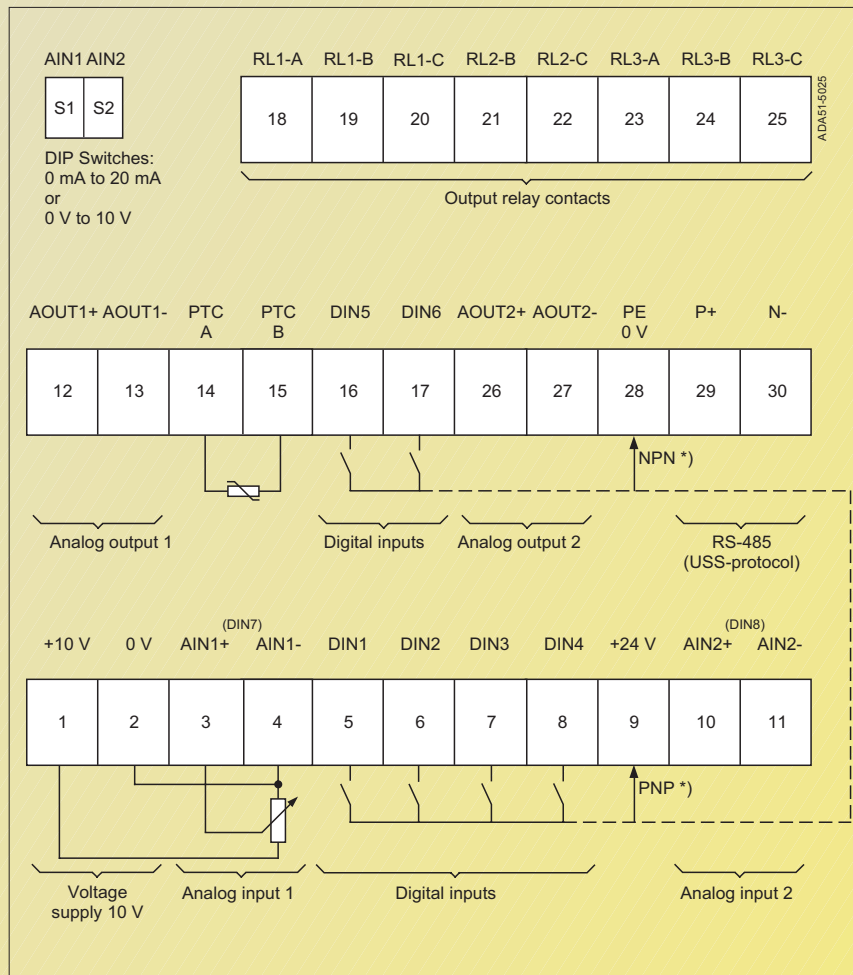 AIN1 AIN2
S1 S2
DIP Switches:
0 mA to 20 mA
or
0 V to 10 V
RL1-A RL1-B RL1-C RL2-B RL2-C RL3-A RL3-B RL3-C
18 19 20 21 22 23 24 25
ADA51-5025
Output relay contacts
AOUT1+ AOUT1- PTC PTC DIN5 DIN6 AOUT2+ AOUT2- PE P+ N-
A B 0 V
12 13 14 15 16 17 26 27 28 29 30
NPN *)
Analog output 1 Digital inputs Analog output 2 RS-485
(USS-protocol)
(DIN7) (DIN8)
+10 V 0 V AIN1+ AIN1- DIN1 DIN2 DIN3 DIN4 +24 V AIN2+ AIN2-
1 2 3 4 5 6 7 8 9 10 11
PNP *)
Voltage Analog input 1 Digital inputs Analog input 2
supply 10 V